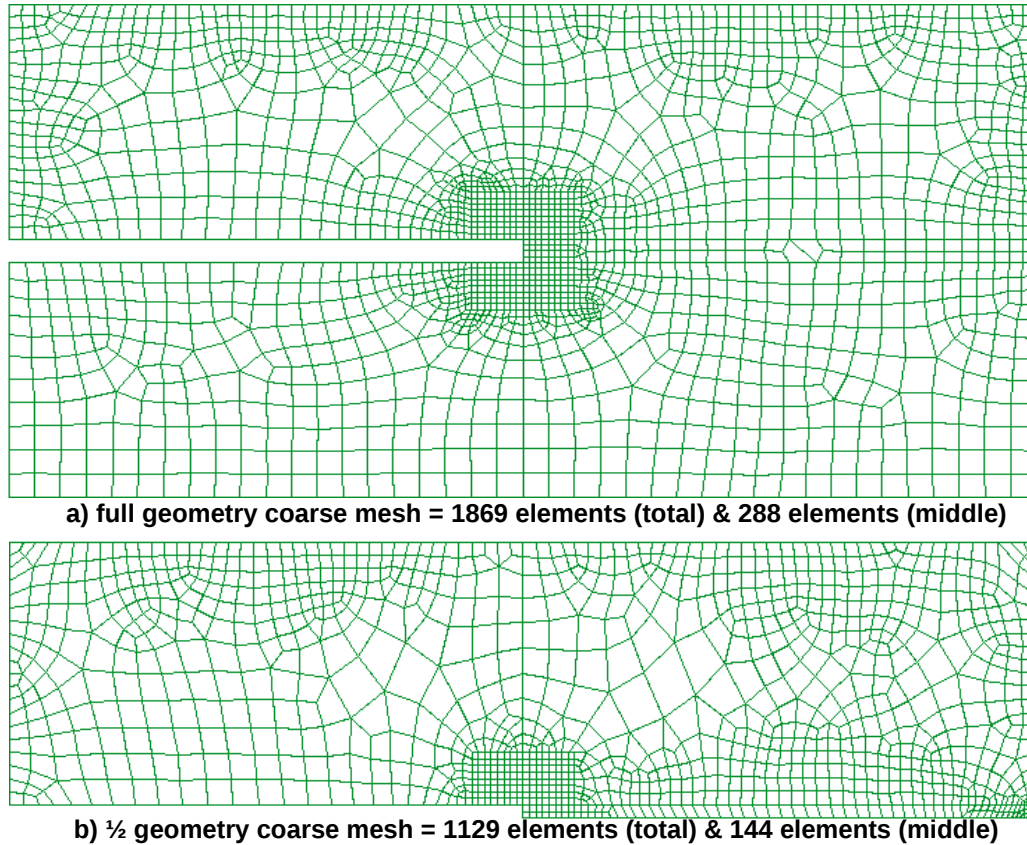 a) full geometry coarse mesh = 1869 elements (total) & 288 elements (middle)
b) ½ geometry coarse mesh = 1129 elements (total) & 144 elements (middle)